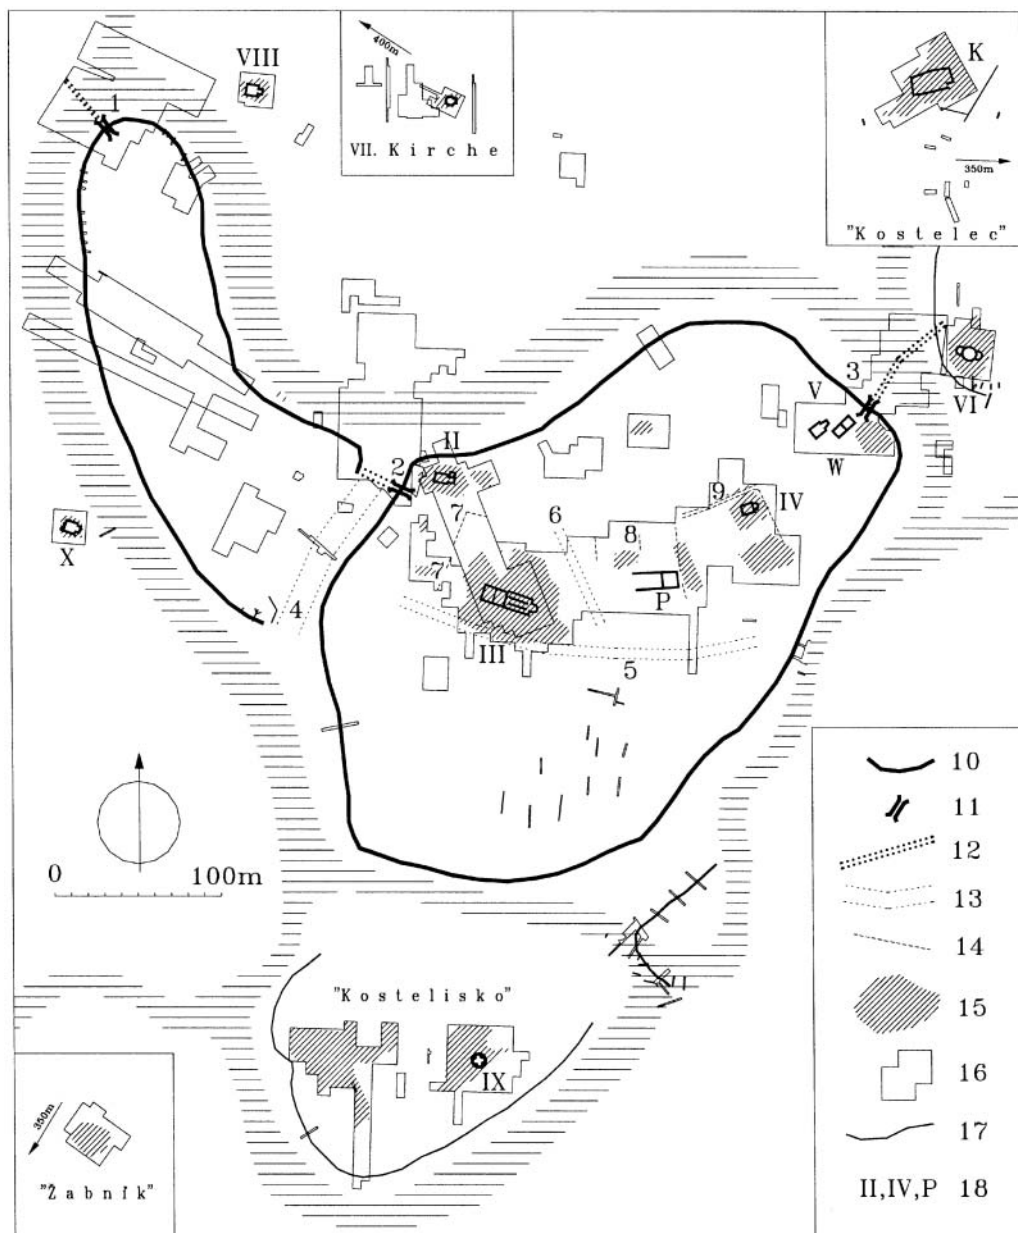 400m
VII. Kirche
K
350m
"Kostelec"
VIII
1
3
V
VI
W
II
2
7
6
8
9
IV
X
7
P
4
III
5
0 100m
"Kostelisko"
IX
350m
"Žabník"
10
11
12
13
14
15
16
17
II,IV,P 18